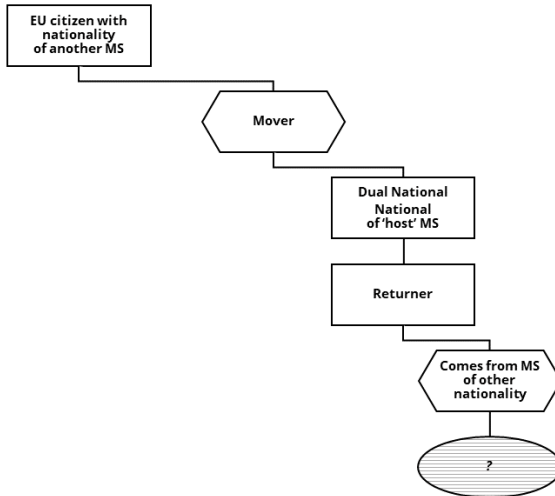 EU citizen with
nationality
of another MS
Mover
Dual National
National
of ‘host’ MS
Returner
Comes from MS
of other
nationality
?